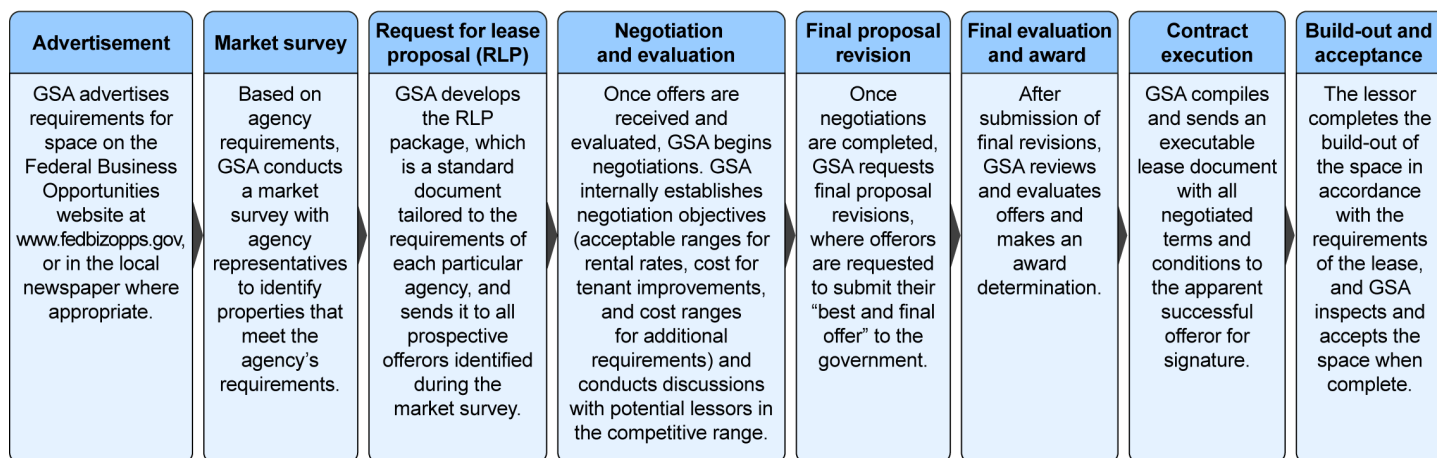 Advertisement
GSA advertises
requirements for
space on the
Federal Business
Opportunities
website at
www.fedbizopps.gov,
or in the local
newspaper where
appropriate.
Market survey
Based on
agency
requirements,
GSA conducts
a market
survey with
agency
representatives
to identify
properties that
meet the
agency’s
requirements.
Request for lease
proposal (RLP)
GSA develops
the RLP
package, which
is a standard
document
tailored to the
requirements of
each particular
agency, and
sends it to all
prospective
offerors identified
during the
market survey.
Negotiation
and evaluation
Once offers are
received and
evaluated, GSA begins
negotiations. GSA
internally establishes
negotiation objectives
(acceptable ranges for
rental rates, cost for
tenant improvements,
and cost ranges
for additional
requirements) and
conducts discussions
with potential lessors in
the competitive range.
Final proposal
revision
Once
negotiations
are completed,
GSA requests
final proposal
revisions,
where offerors
are requested
to submit their
“best and final
offer” to the
government.
Final evaluation
and award
After
submission of
final revisions,
GSA reviews
and evaluates
offers and
makes an
award
determination.
Contract
execution
GSA compiles
and sends an
executable
lease document
with all
negotiated
terms and
conditions to
the apparent
successful
offeror for
signature.
Build-out and
acceptance
The lessor
completes the
build-out of
the space in
accordance
with the
requirements
of the lease,
and GSA
inspects and
accepts the
space when
complete.